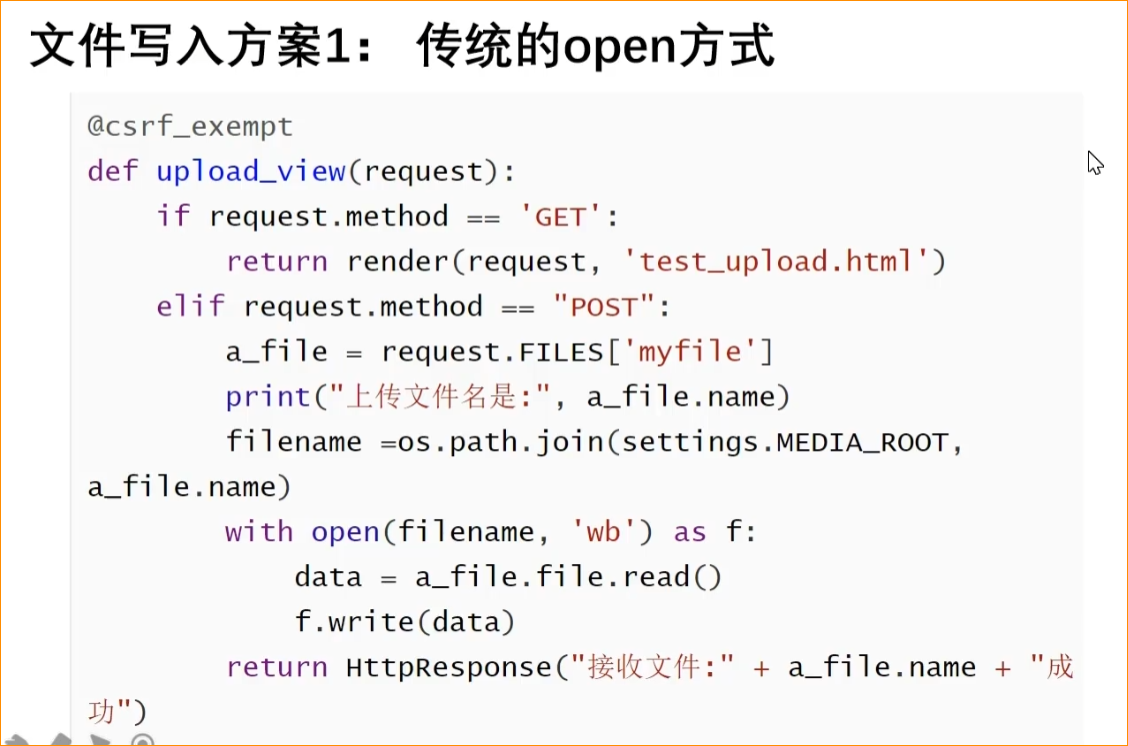 文件写入方案1： 传统的open方式
@csrf_exempt
def upload_view(request):
    if request.method == 'GET':
        return render(request, 'test_upload.html')
    elif request.method == "POST":
        a_file = request.FILES['myfile']
        print("上传文件名是:", a_file.name)
        filename =os.path.join(settings.MEDIA_ROOT,
a_file.name)
        with open(filename, 'wb') as f:
            data = a_file.file.read()
            f.write(data)
        return HttpResponse("接收文件:" + a_file.name + "成
功")